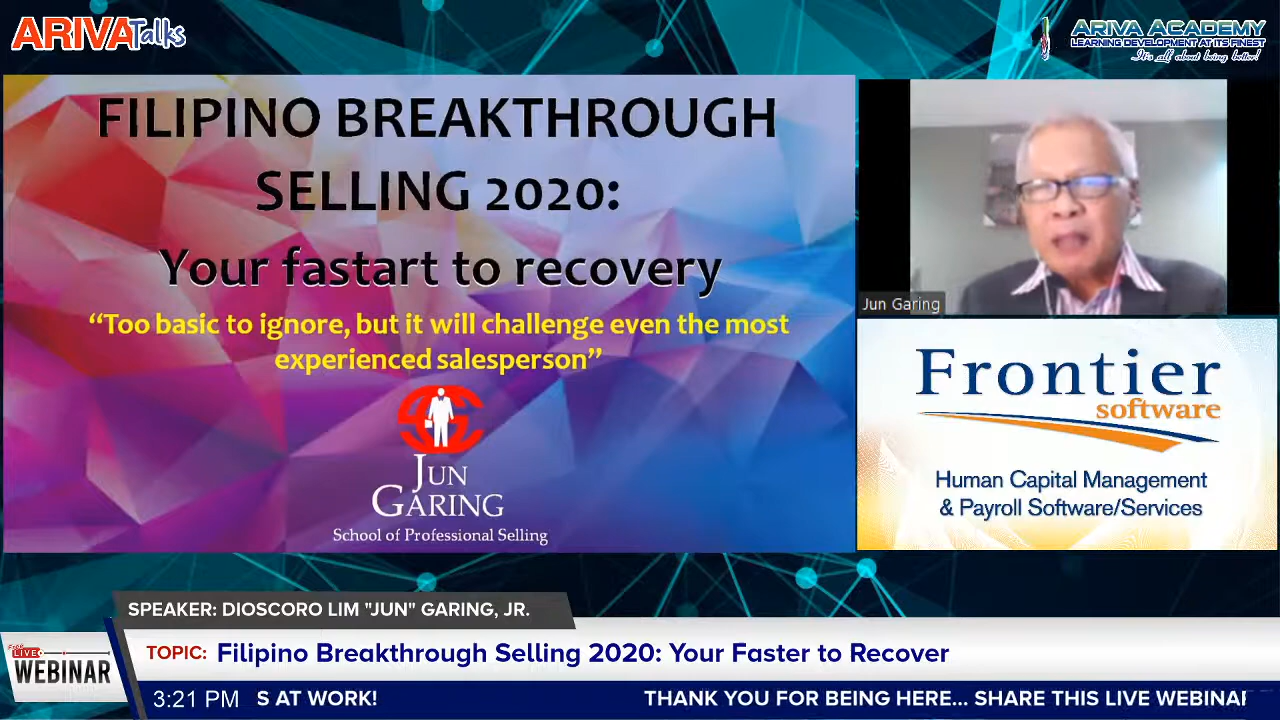 ARIVATalks
ARIVA ACADEMY
LEARNING DEVELOPMENT AT ITS FINEST
It's all about being better!
FILIPINO BREAKTHROUGH
SELLING 2020:
Your fastart to recovery
“Too basic to ignore, but it will challenge even the most
experienced salesperson”
JUN
GARING
School of Professional Selling
Jun Garing
Frontier
software
Human Capital Management
& Payroll Software/Services
SPEAKER: DIOSCORO LIM "JUN" GARING, JR.
Free
LIVE
WEBINAR
TOPIC: Filipino Breakthrough Selling 2020: Your Faster to Recover
3:21 PM S AT WORK! THANK YOU FOR BEING HERE... SHARE THIS LIVE WEBINAR